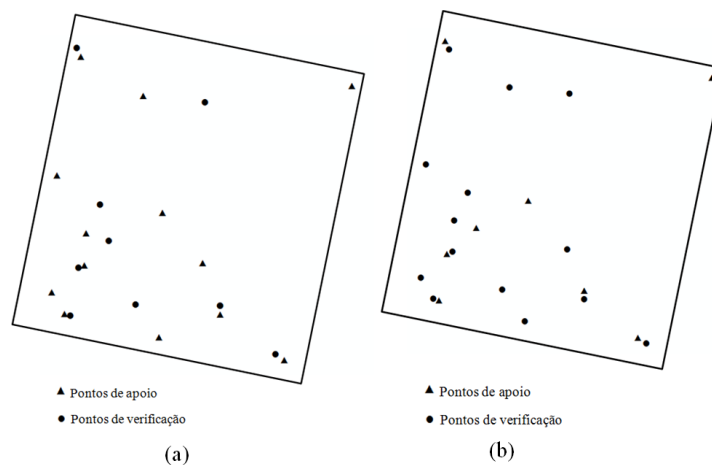 Pontos de apoio
Pontos de verificação
(a)
Pontos de apoio
Pontos de verificação
(b)